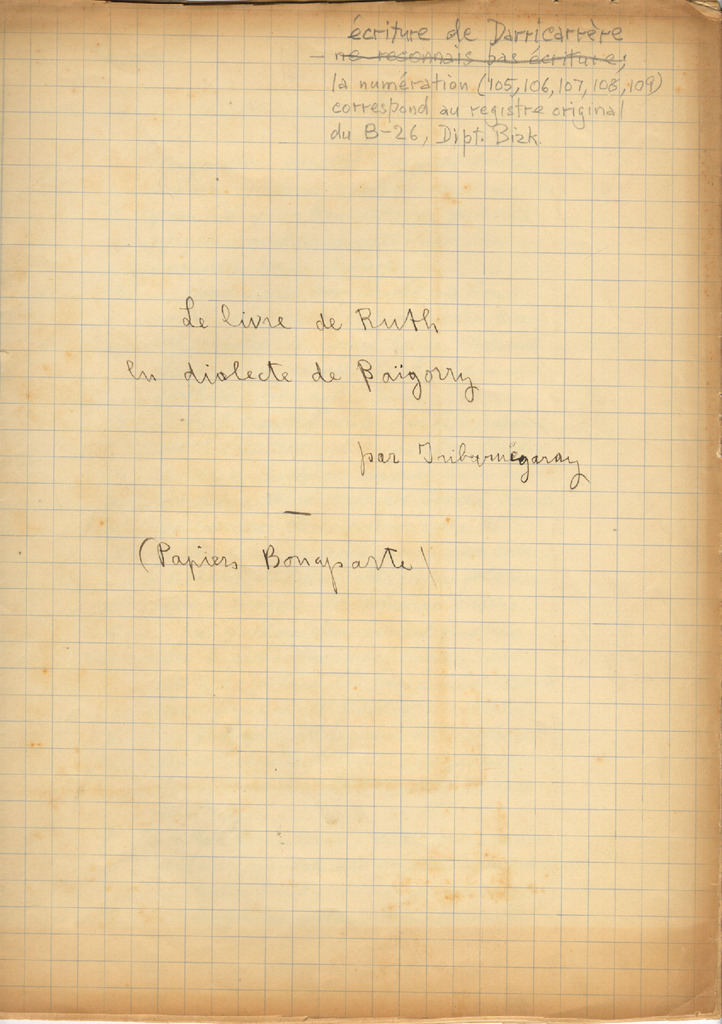 écriture de Darricarrère
— ne reconnais pas écriture;
la numération (105, 106, 107, 108, 109)
correspond au registre original
du B-26, Dipt. Bizk.
Le livre de Ruth
en dialecte de Baïgorry
par Iribarnégaray
—
(Papiers Bonaparte)